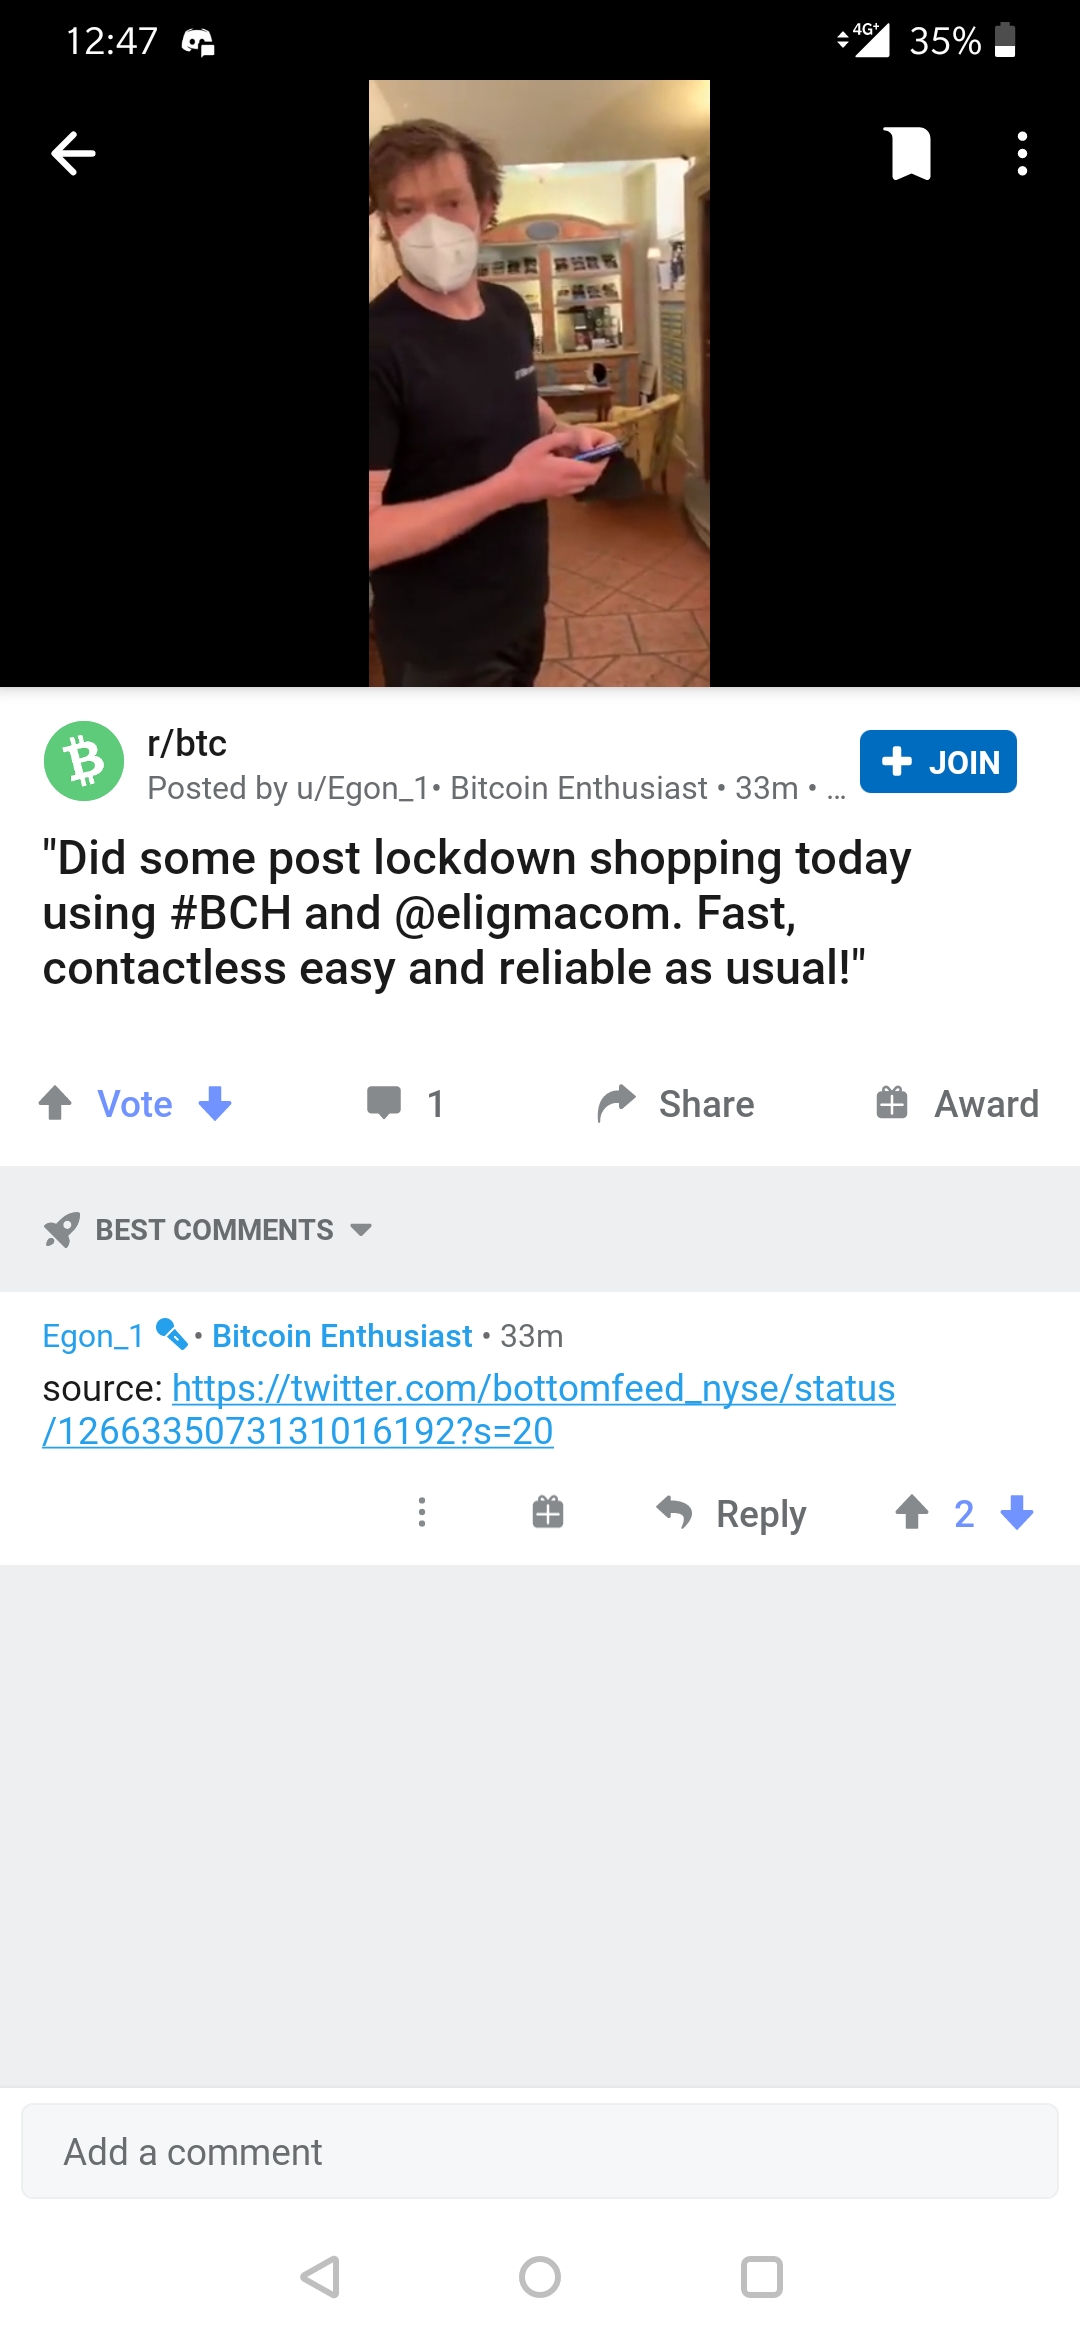 12:47
4G+ 35%
r/btc
Posted by u/Egon_1• Bitcoin Enthusiast • 33m • ...
JOIN
"Did some post lockdown shopping today
using #BCH and @eligmacom. Fast,
contactless easy and reliable as usual!"
Vote 1 Share Award
BEST COMMENTS
Egon_1 • Bitcoin Enthusiast • 33m
source: https://twitter.com/bottomfeed_nyse/status
/1266335073131016192?s=20
Reply 2
Add a comment